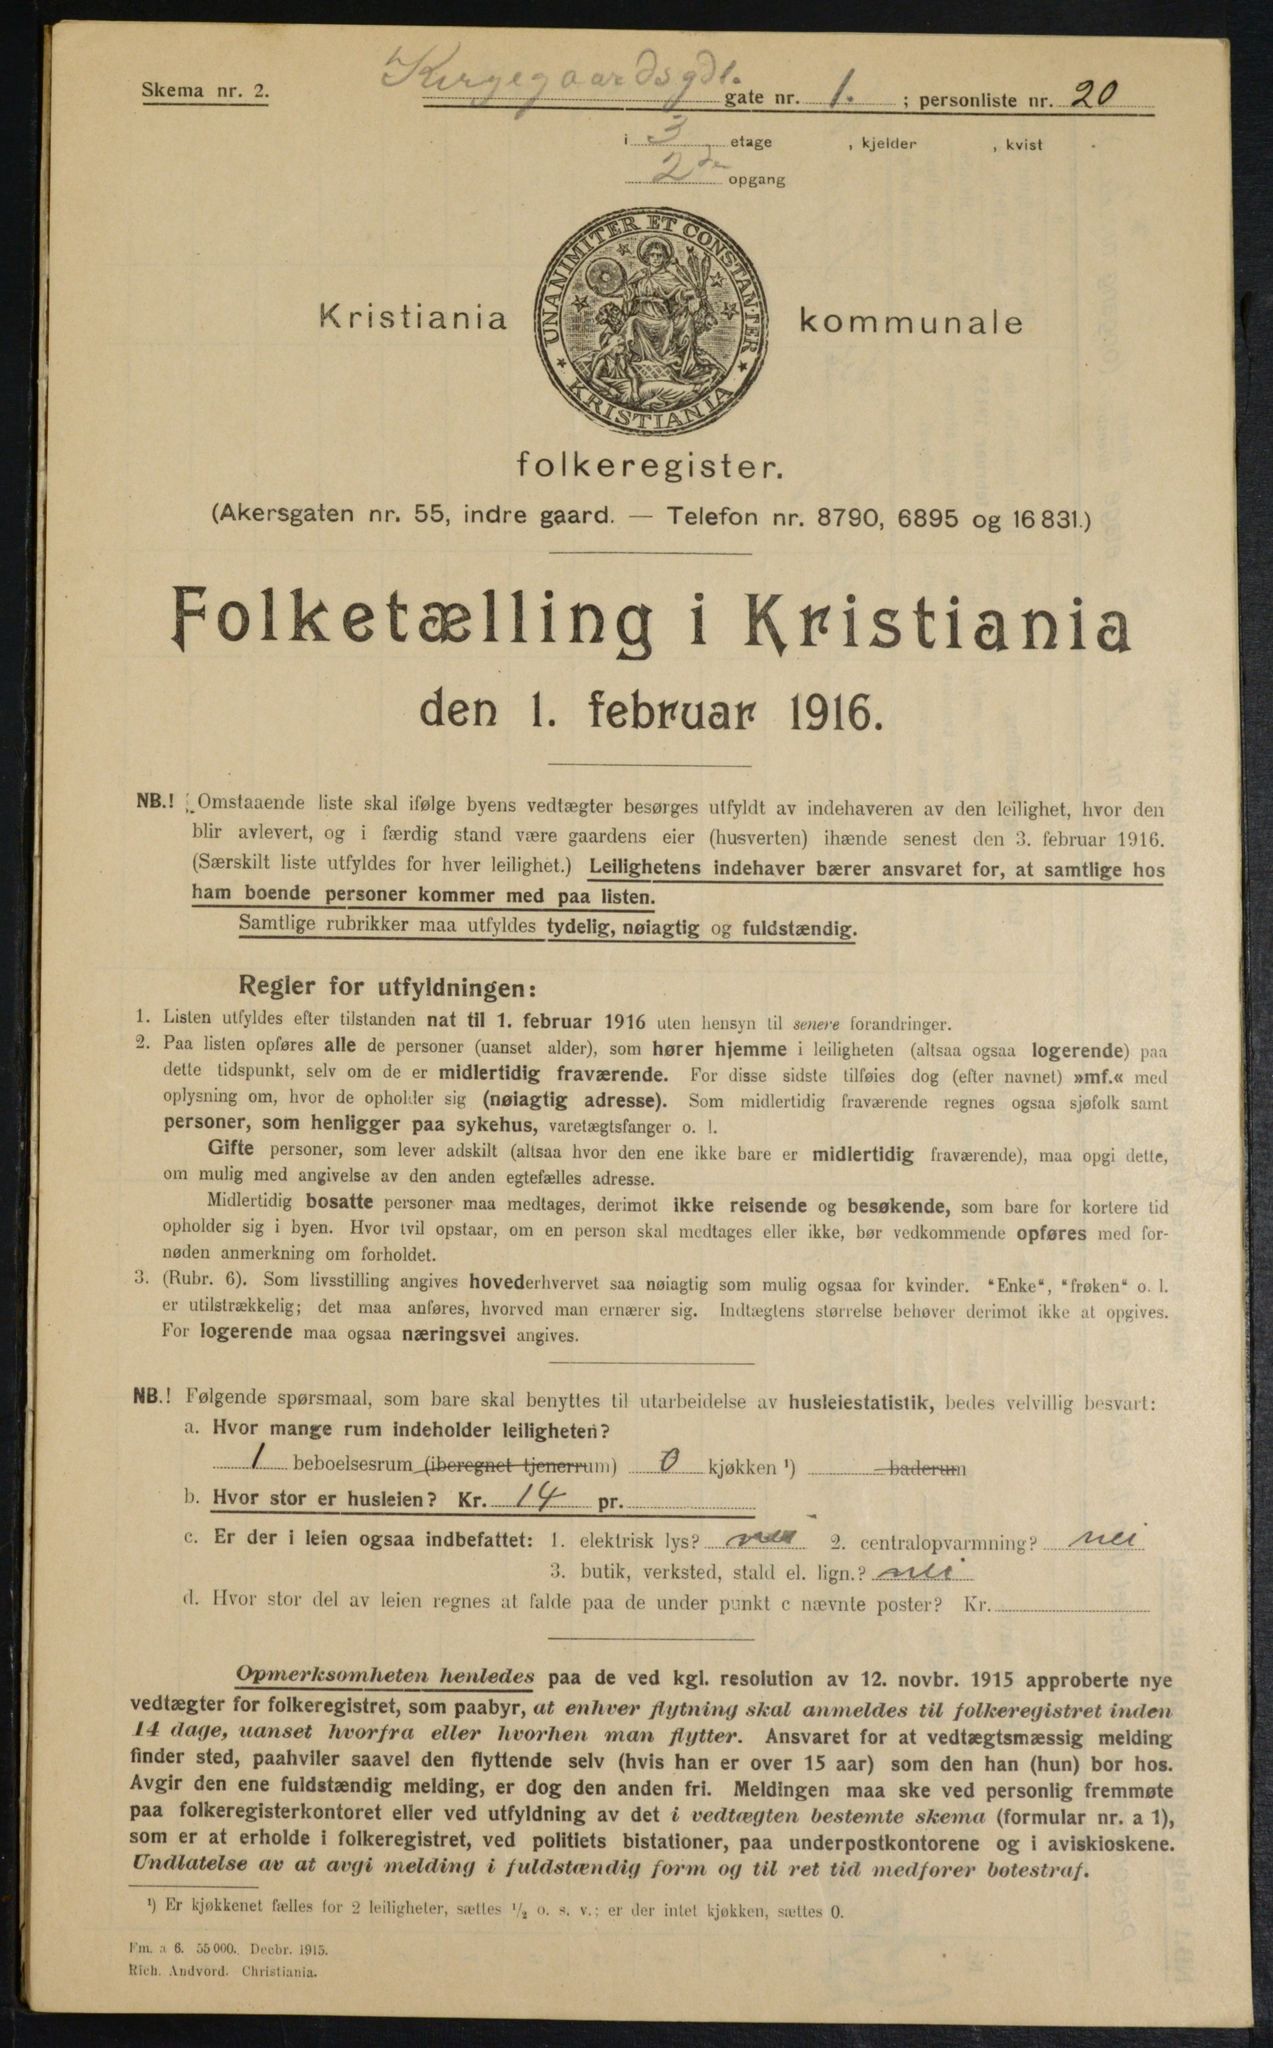 Skema nr. 2. Kirgegaardsgdt. gate nr. 1. ; personliste nr. 20
i 3 etage , kjelder , kvist .
2 opgang
UNANIMITER ET CONSTANTER
KRISTIANIA
Kristiania kommunale
folkeregister.
(Akersgaten nr. 55, indre gaard. — Telefon nr. 8790, 6895 og 16 831.)
Folketælling i Kristiania
den 1. februar 1916.
NB.! Omstaaende liste skal ifølge byens vedtægter besørges utfyldt av indehaveren av den leilighet, hvor den
blir avlevert, og i færdig stand være gaardens eier (husverten) ihænde senest den 3. februar 1916.
(Særskilt liste utfyldes for hver leilighet.) Leilighetens indehaver bærer ansvaret for, at samtlige hos
ham boende personer kommer med paa listen.
Samtlige rubrikker maa utfyldes tydelig, nøiagtig og fuldstændig.
Regler for utfyldningen:
1. Listen utfyldes efter tilstanden nat til 1. februar 1916 uten hensyn til senere forandringer.
2. Paa listen opføres alle de personer (uanset alder), som hører hjemme i leiligheten (altsaa ogsaa logerende) paa
dette tidspunkt, selv om de er midlertidig fraværende. For disse sidste tilføies dog (efter navnet) »mf.« med
oplysning om, hvor de opholder sig (nøiagtig adresse). Som midlertidig fraværende regnes ogsaa sjøfolk samt
personer, som henligger paa sykehus, varetægtsfanger o. l.
Gifte personer, som lever adskilt (altsaa hvor den ene ikke bare er midlertidig fraværende), maa opgi dette,
om mulig med angivelse av den anden egtefælles adresse.
Midlertidig bosatte personer maa medtages, derimot ikke reisende og besøkende, som bare for kortere tid
opholder sig i byen. Hvor tvil opstaar, om en person skal medtages eller ikke, bør vedkommende opføres med for-
nøden anmerkning om forholdet.
3. (Rubr. 6). Som livsstilling angives hovederhvervet saa nøiagtig som mulig ogsaa for kvinder. "Enke", "frøken" o. l.
er utilstrækkelig; det maa anføres, hvorved man ernærer sig. Indtægtens størrelse behøver derimot ikke at opgives.
For logerende maa ogsaa næringsvei angives.
NB.! Følgende spørsmaal, som bare skal benyttes til utarbeidelse av husleiestatistik, bedes velvillig besvart:
a. Hvor mange rum indeholder leiligheten?
1 beboelsesrum (iberegnet tjenerrum) 0 kjøkken ¹) baderum
b. Hvor stor er husleien? Kr. 14 pr.
c. Er der i leien ogsaa indbefattet: 1. elektrisk lys? 2. centralopvarmning? nei
3. butik, verksted, stald el. lign.? nei
d. Hvor stor del av leien regnes at falde paa de under punkt c nævnte poster? Kr.
Opmerksomheten henledes paa de ved kgl. resolution av 12. novbr. 1915 approberte nye
vedtægter for folkeregistret, som paabyr, at enhver flytning skal anmeldes til folkeregistret inden
14 dage, uanset hvorfra eller hvorhen man flytter. Ansvaret for at vedtægtsmæssig melding
finder sted, paahviler saavel den flyttende selv (hvis han er over 15 aar) som den han (hun) bor hos.
Avgir den ene fuldstændig melding, er dog den anden fri. Meldingen maa ske ved personlig fremmøte
paa folkeregisterkontoret eller ved utfyldning av det i vedtægten bestemte skema (formular nr. a 1),
som er at erholde i folkeregistret, ved politiets bistationer, paa underpostkontorene og i aviskioskene.
Undlatelse av at avgi melding i fuldstændig form og til ret tid medfører botestraf.
¹) Er kjøkkenet fælles for 2 leiligheter, sættes ½ o. s. v.; er der intet kjøkken, sættes 0.
Fm. a 6. 55 000. Decbr. 1915.
Rich. Andvord. Christiania.